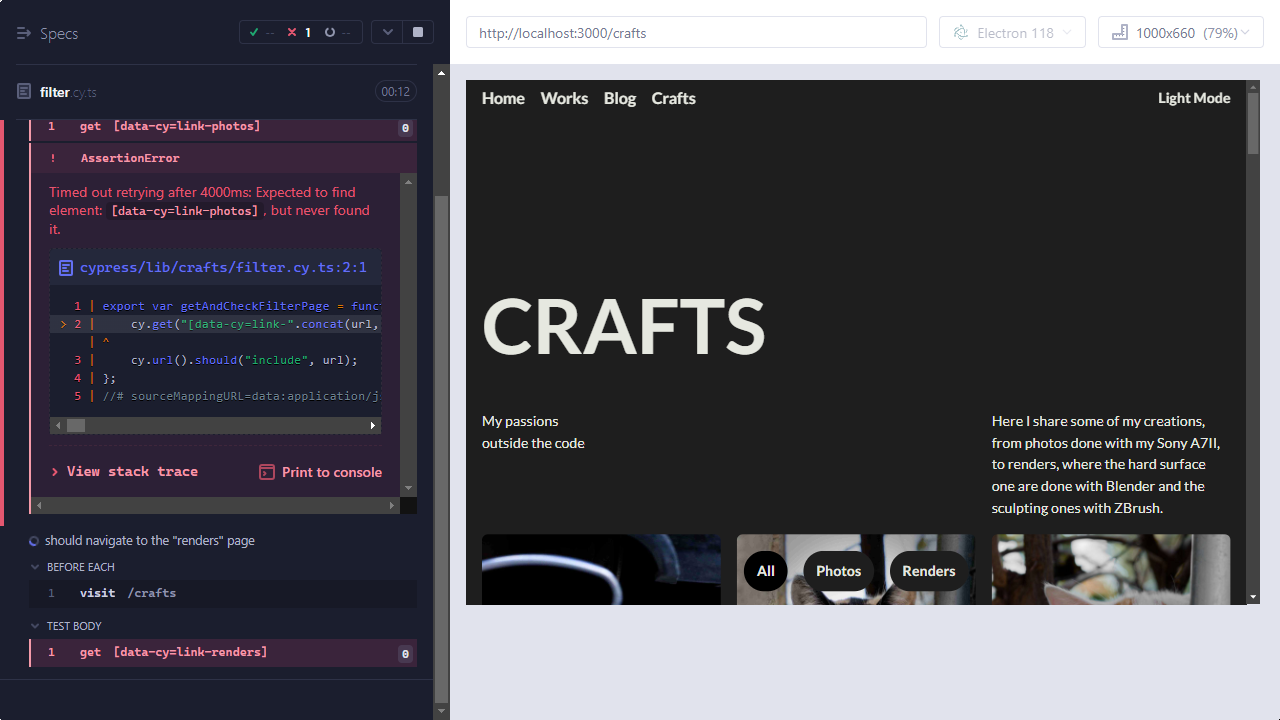 Specs
-- 1 --
filter.cy.ts
00:12
1 get [data-cy=link-photos] 0
! AssertionError
Timed out retrying after 4000ms: Expected to find
element: [data-cy=link-photos], but never found
it.
cypress/lib/crafts/filter.cy.ts:2:1
1 | export var getAndCheckFilterPage = func
> 2 | cy.get("[data-cy=link-".concat(url,
| ^
3 | cy.url().should("include", url);
4 | };
5 | //# sourceMappingURL=data:application/j
View stack trace
Print to console
should navigate to the "renders" page
BEFORE EACH
1 visit /crafts
TEST BODY
1 get [data-cy=link-renders] 0
http://localhost:3000/crafts
Electron 118
1000x660 (79%)
Home Works Blog Crafts
Light Mode
CRAFTS
My passions
outside the code
Here I share some of my creations,
from photos done with my Sony A7II,
to renders, where the hard surface
one are done with Blender and the
sculpting ones with ZBrush.
All
Photos
Renders